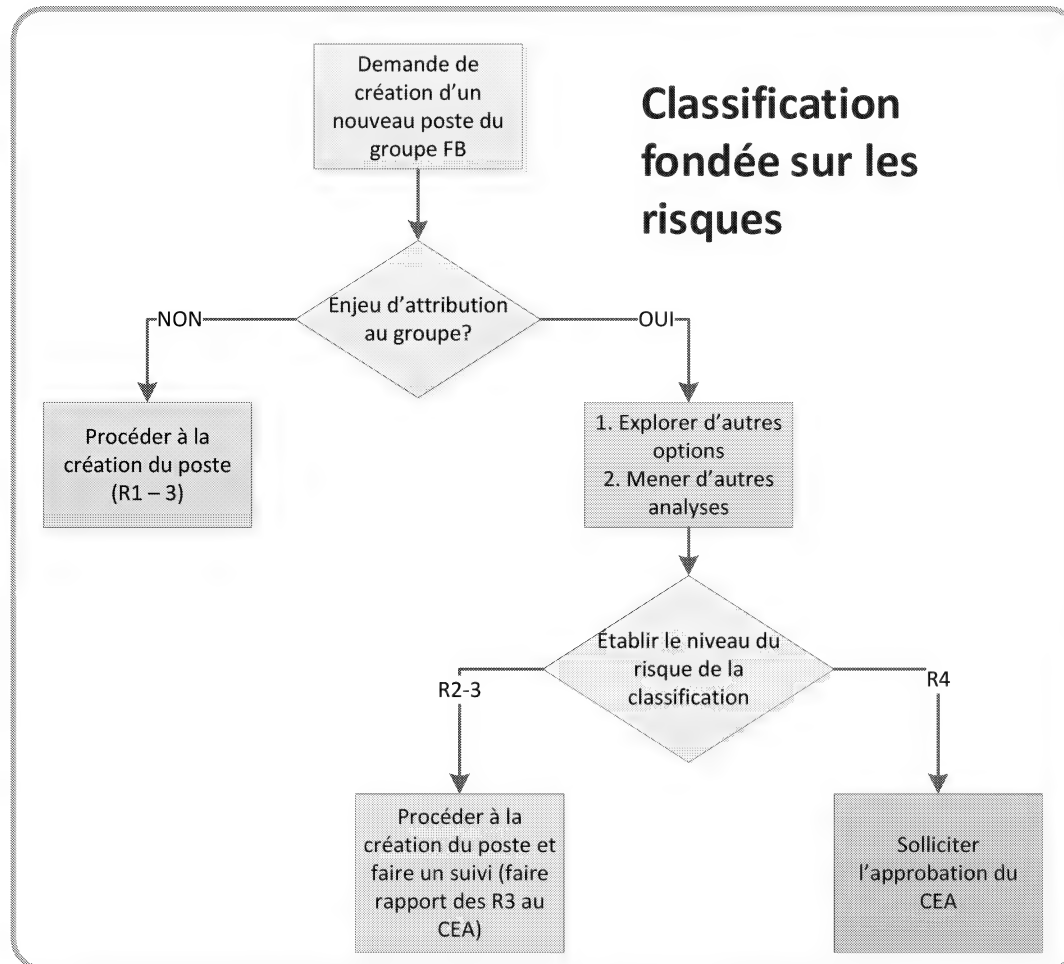 Demande de
création d'un
nouveau poste du
groupe FB
Classification
fondée sur les
risques
Enjeu d'attribution
au groupe?
NON
OUI
Procéder à la
création du poste
(R1 – 3)
1. Explorer d'autres
options
2. Mener d'autres
analyses
Établir le niveau du
risque de la
classification
R2-3
R4
Procéder à la
création du poste et
faire un suivi (faire
rapport des R3 au
CEA)
Solliciter
l'approbation du
CEA